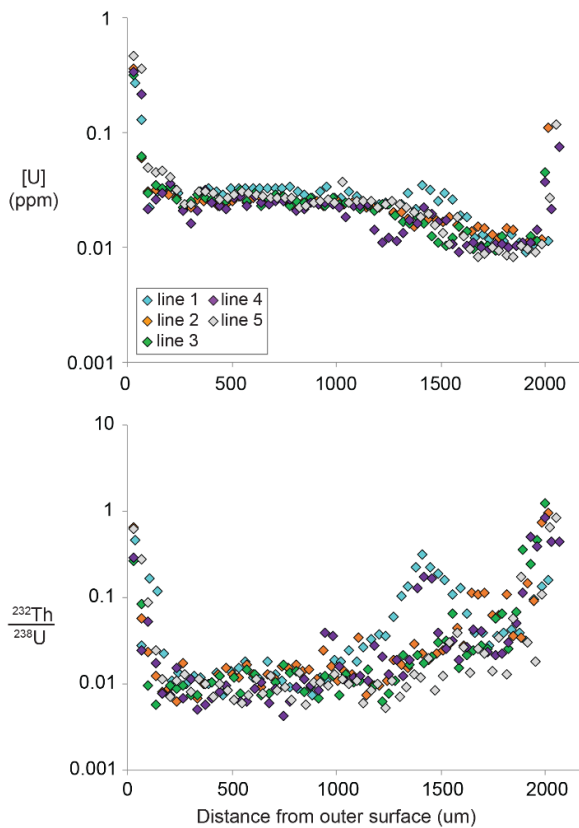 1
0.1
[U]
(ppm)
0.01
line 1 line 4
line 2 line 5
line 3
0.001
0 500 1000 1500 2000
10
1
0.1
²³²Th
²³⁸U
0.01
0.001
0 500 1000 1500 2000
Distance from outer surface (um)